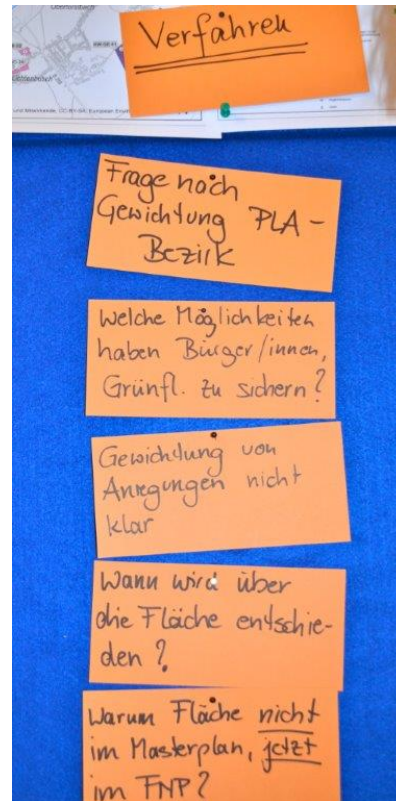 Verfahren
Frage nach
Gewichtung PLA -
Bezirk
Welche Möglichkeiten
haben Bürger/innen,
Grünfl. zu sichern?
Gewichtung von
Anregungen nicht
klar
Wann wird über
die Fläche entschie-
den?
Warum Fläche nicht
im Masterplan, jetzt
im FNP?